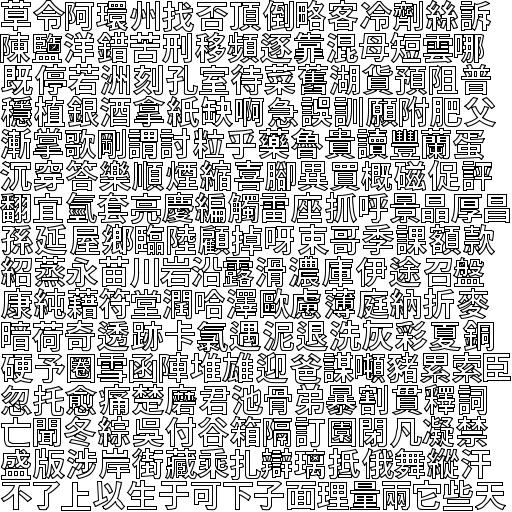 草令阿環州找否頂倒略客冷劑絲訴
陳鹽洋錯苦刑移頻逐靠混母短雲哪
既停若洲刻孔室待菜舊湖貨預阻普
穩植銀酒拿紙缺啊急誤訓願附肥父
漸掌歌剛謂討粒乎藥魯貴讀豐蘭蛋
沉穿答樂順煙縮喜腳異買概磁促評
翻宜氫套亮慶編觸雷座抓呼景晶厚昌
孫延屋鄉臨陸顧掉呀束哥季課額款
紹蒸永苗川岩沿露滑濃庫伊途召盤
康純籍符堂潤哈澤歐慮薄庭納折麥
暗荷奇透跡卡氯遇泥退洗灰彩夏銅
硬予圈雪函陣堆雄迎爸謀噸豬累索臣
忽托愈痛楚磨君池骨弟暴割貫釋詞
亡聞冬綜吳付谷箱隔訂園閉凡凝禁
盛版涉岸街藏乘扎辯璃抵俄舞縱汗
不了上以生于可下子面理量兩它些天